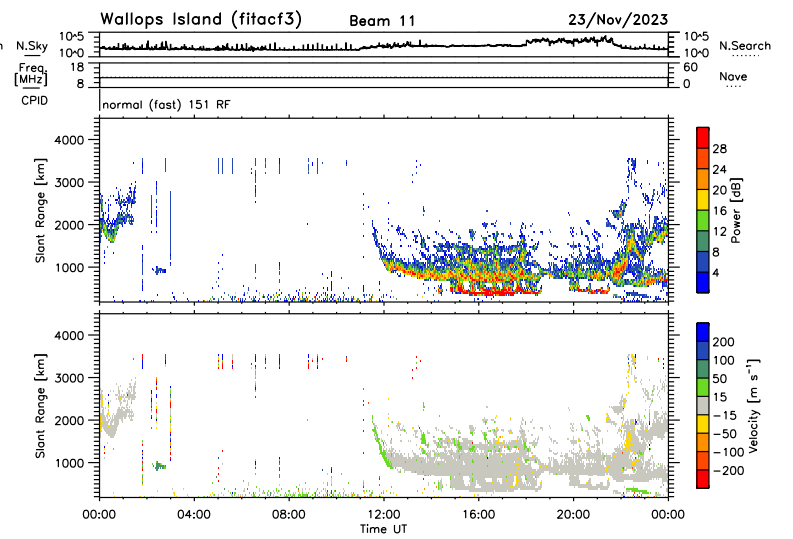 Wallops Island (fitacf3) Beam 11 23/Nov/2023
n N.Sky 10^5 10^0 10^5 10^0 N.Search
Freq. [MHz] 18 8 60 0 Nave
CPID normal (fast) 151 RF
Slant Range [km] 4000 3000 2000 1000
28 24 20 16 12 8 4 Power [dB]
Slant Range [km] 4000 3000 2000 1000
200 100 50 15 −15 −50 −100 −200 Velocity [m s⁻¹]
00:00 04:00 08:00 12:00 16:00 20:00 00:00
Time UT